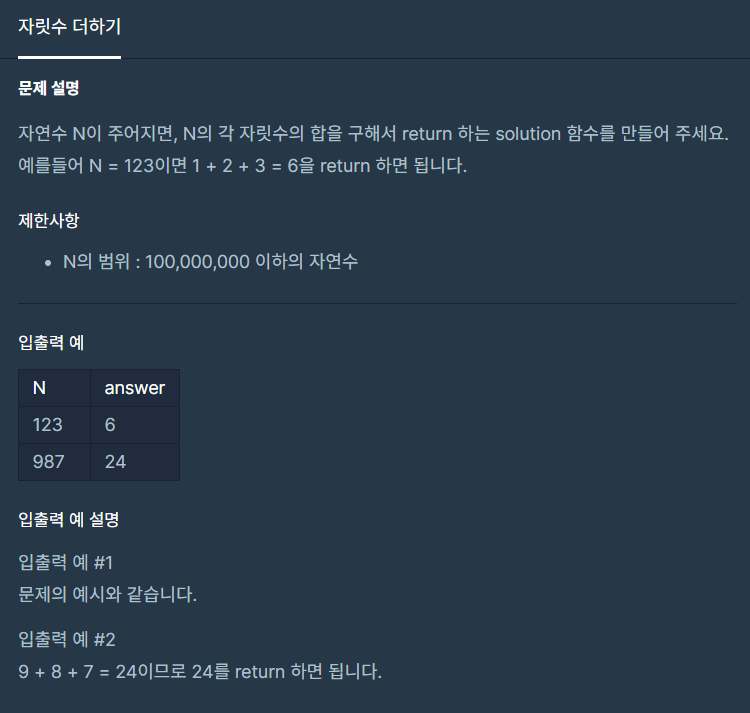 자릿수 더하기
문제 설명
자연수 N이 주어지면, N의 각 자릿수의 합을 구해서 return 하는 solution 함수를 만들어 주세요.
예를들어 N = 123이면 1 + 2 + 3 = 6을 return 하면 됩니다.
제한사항
• N의 범위 : 100,000,000 이하의 자연수
입출력 예
N answer
123 6
987 24
입출력 예 설명
입출력 예 #1
문제의 예시와 같습니다.
입출력 예 #2
9 + 8 + 7 = 24이므로 24를 return 하면 됩니다.